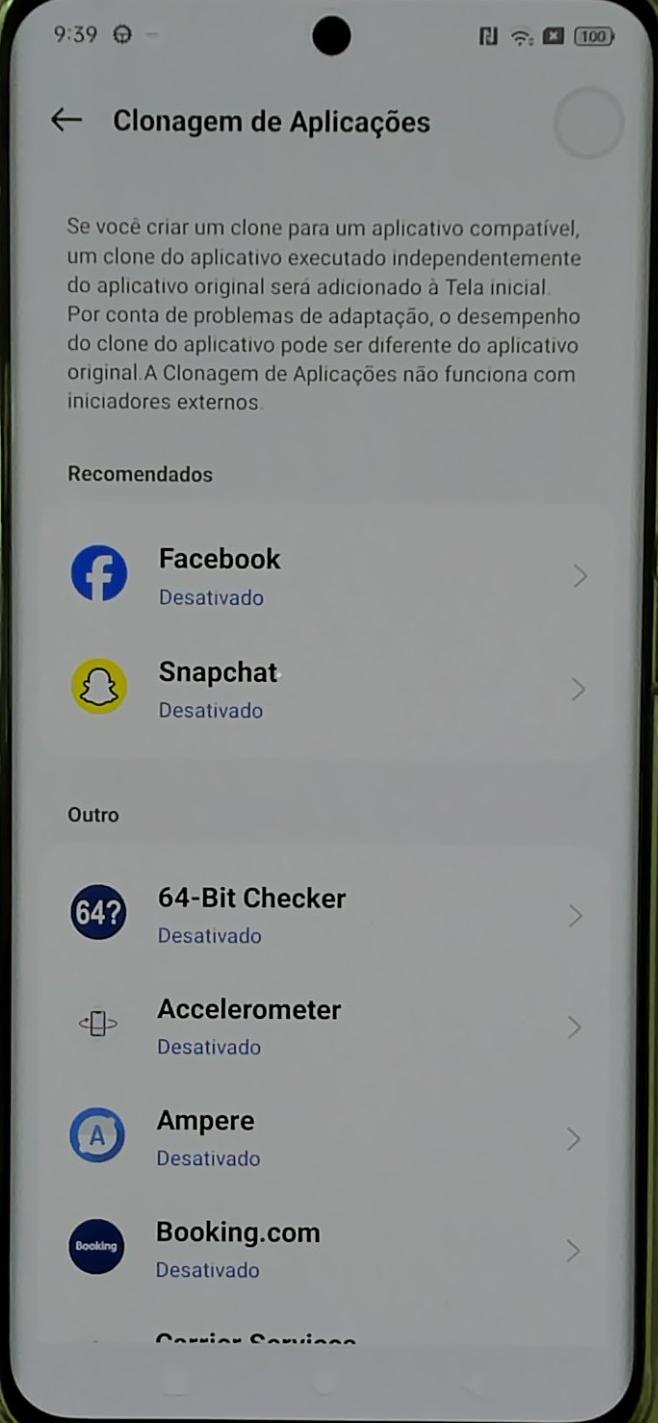 9:39
100
Clonagem de Aplicações
Se você criar um clone para um aplicativo compatível,
um clone do aplicativo executado independentemente
do aplicativo original será adicionado à Tela inicial.
Por conta de problemas de adaptação, o desempenho
do clone do aplicativo pode ser diferente do aplicativo
original.A Clonagem de Aplicações não funciona com
iniciadores externos.
Recomendados
Facebook
Desativado
Snapchat
Desativado
Outro
64?
64-Bit Checker
Desativado
Accelerometer
Desativado
A
Ampere
Desativado
Booking
Booking.com
Desativado
Carrier Services